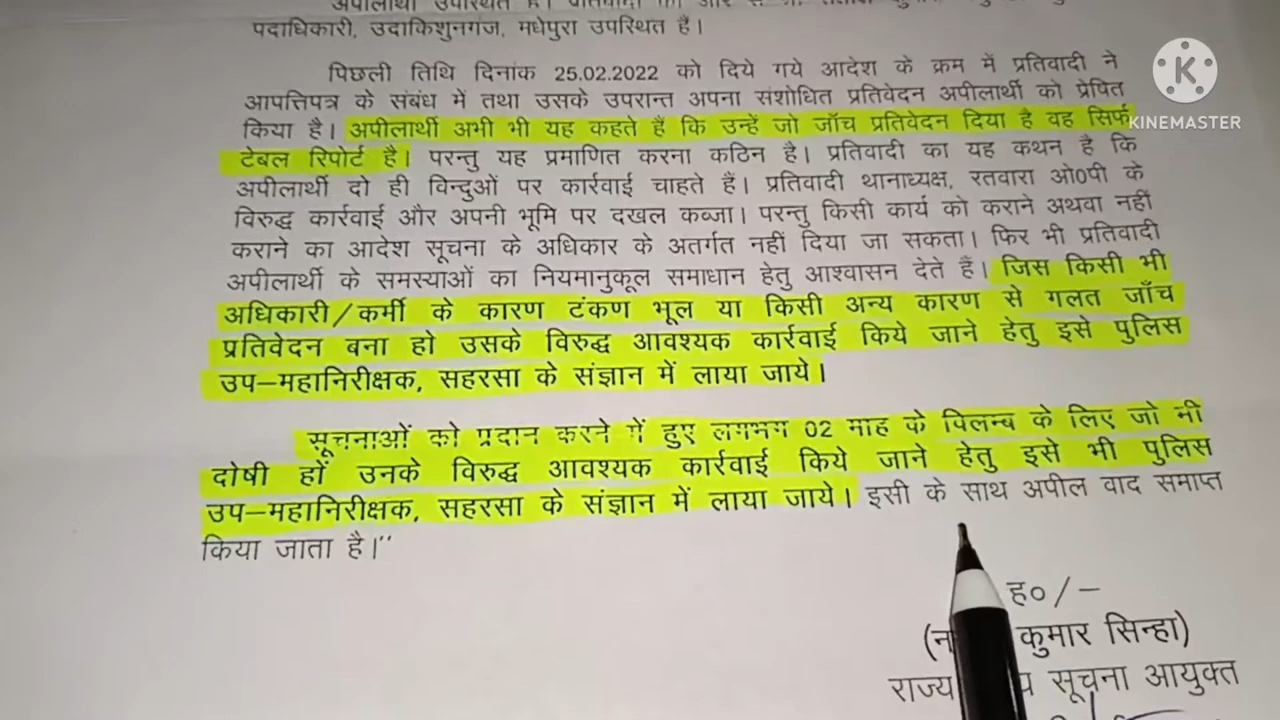 अपीलार्थी उपस्थित हैं।
पदाधिकारी, उदाकिशुनगंज, मधेपुरा उपस्थित हैं।
पिछली तिथि दिनांक 25.02.2022 को दिये गये आदेश के क्रम में प्रतिवादी ने
आपत्तिपत्र के संबंध में तथा उसके उपरान्त अपना संशोधित प्रतिवेदन अपीलार्थी को प्रेषित
किया है। अपीलार्थी अभी भी यह कहते हैं कि उन्हें जो जाँच प्रतिवेदन दिया है वह सिर्फ
KINEMASTER
टेबल रिपोर्ट है। परन्तु यह प्रमाणित करना कठिन है। प्रतिवादी का यह कथन है कि
अपीलार्थी दो ही विन्दुओं पर कार्रवाई चाहते हैं। प्रतिवादी थानाध्यक्ष, रतवारा ओ०पी के
विरुद्ध कार्रवाई और अपनी भूमि पर दखल कब्जा। परन्तु किसी कार्य को कराने अथवा नहीं
कराने का आदेश सूचना के अधिकार के अंतर्गत नहीं दिया जा सकता। फिर भी प्रतिवादी
अपीलार्थी के समस्याओं का नियमानुकूल समाधान हेतु आश्वासन देते हैं। जिस किसी भी
अधिकारी/कर्मी के कारण टंकण भूल या किसी अन्य कारण से गलत जाँच
प्रतिवेदन बना हो उसके विरुद्ध आवश्यक कार्रवाई किये जाने हेतु इसे पुलिस
उप–महानिरीक्षक, सहरसा के संज्ञान में लाया जाये।
सूचनाओं को प्रदान करने में हुए लगभग 02 माह के विलम्ब के लिए जो भी
दोषी हों उनके विरुद्ध आवश्यक कार्रवाई किये जाने हेतु इसे भी पुलिस
उप–महानिरीक्षक, सहरसा के संज्ञान में लाया जाये। इसी के साथ अपील वाद समाप्त
किया जाता है।"
ह०/–
कुमार सिन्हा)
राज्य सूचना आयुक्त